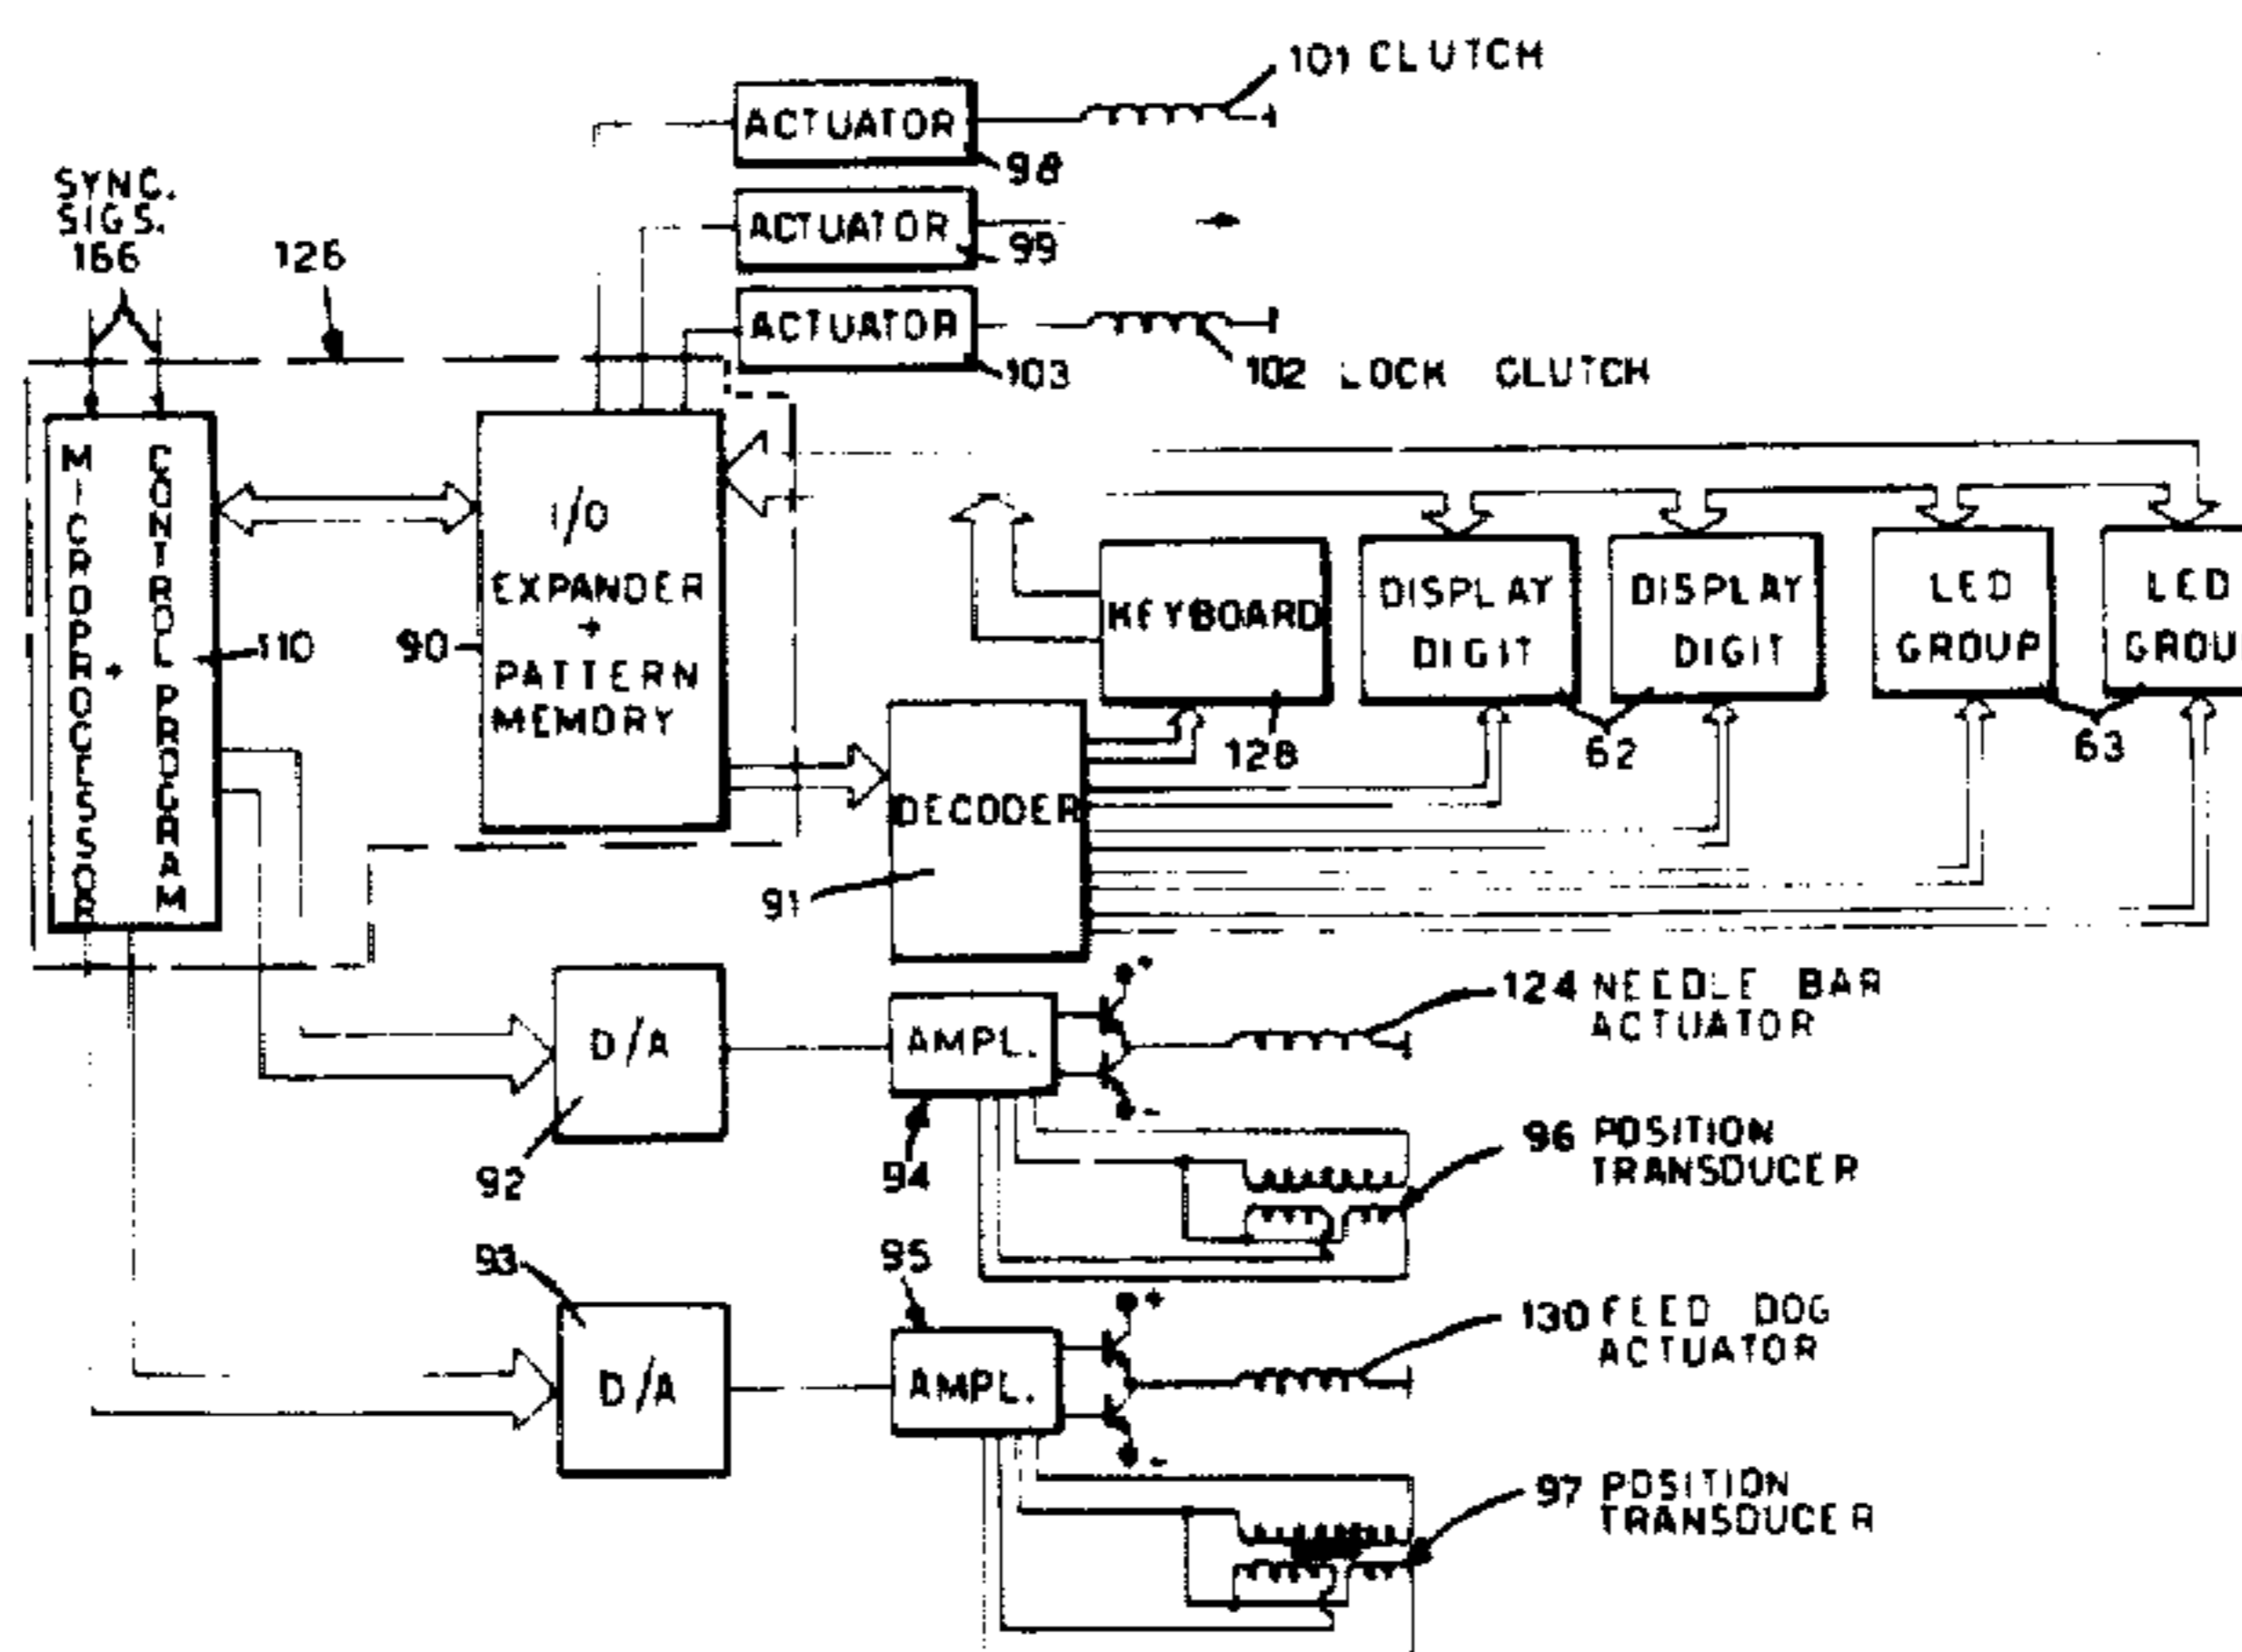 101 CLUTCH
ACTUATOR
98
SYNC.
SIGS.
166
126
ACTUATOR
99
ACTUATOR
103
102 LOCK CLUTCH
MICROPROCESSOR
+
CONTROL PROGRAM
110
90
I/O
EXPANDER
+
PATTERN
MEMORY
KEYBOARD
128
DISPLAY
DIGIT
DISPLAY
DIGIT
62
LED
GROUP
LED
GROU
63
DECODER
91
D/A
92
AMPL.
94
+
-
124 NEEDLE BAR
ACTUATOR
96 POSITION
TRANSDUCER
93
D/A
95
AMPL.
+
-
130 FEED DOG
ACTUATOR
97 POSITION
TRANSDUCER